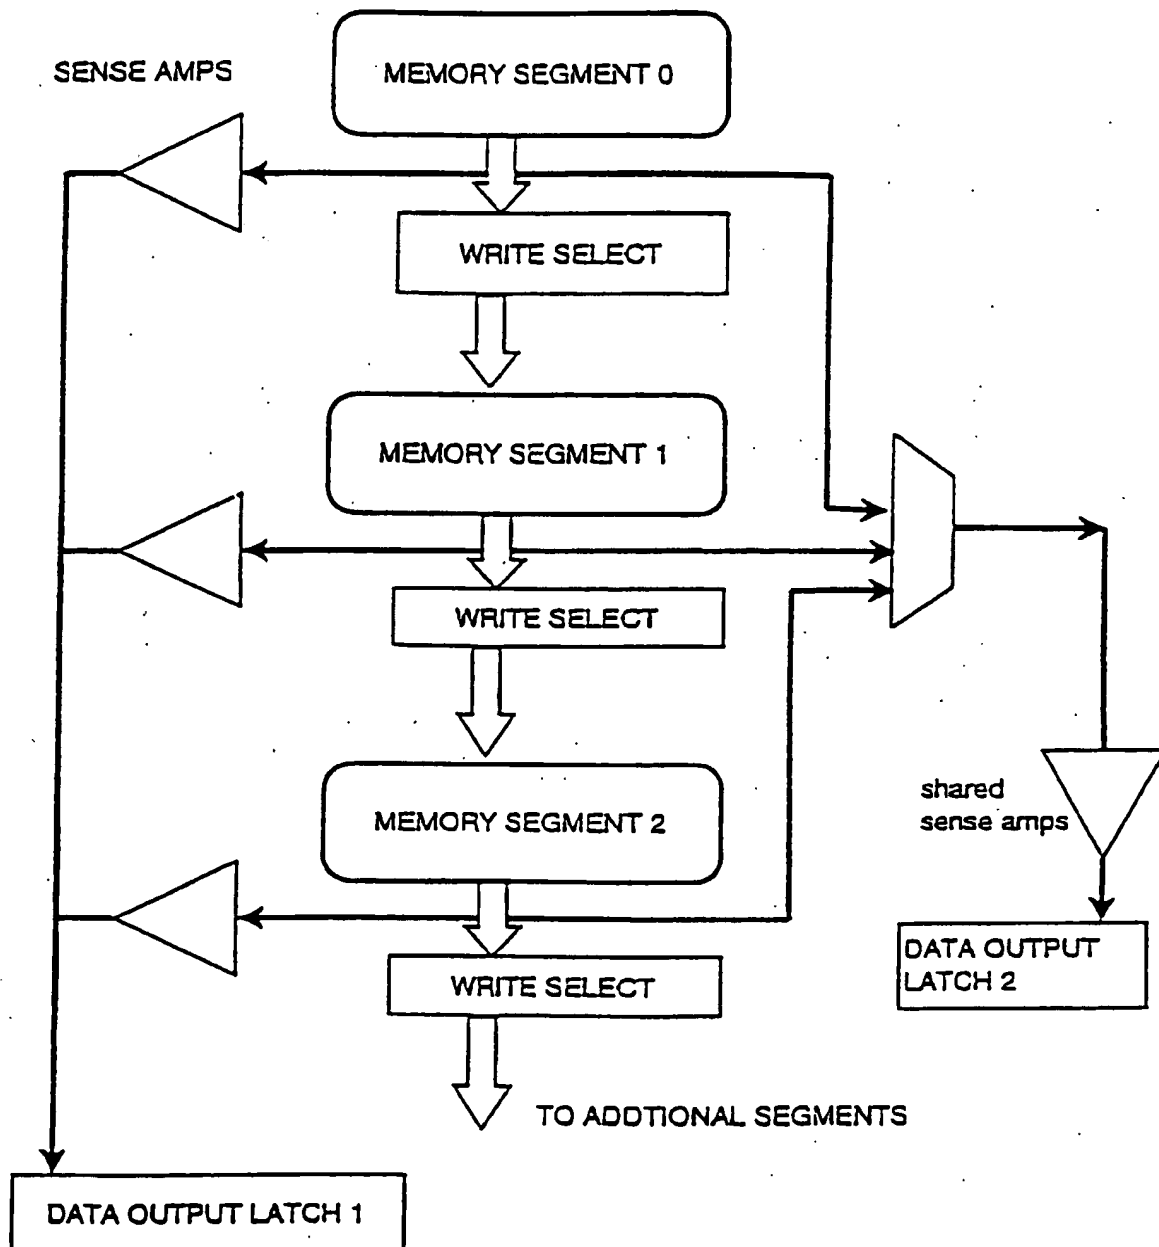 SENSE AMPS
MEMORY SEGMENT 0
WRITE SELECT
MEMORY SEGMENT 1
WRITE SELECT
MEMORY SEGMENT 2
shared
sense amps
WRITE SELECT
DATA OUTPUT
LATCH 2
TO ADDTIONAL SEGMENTS
DATA OUTPUT LATCH 1